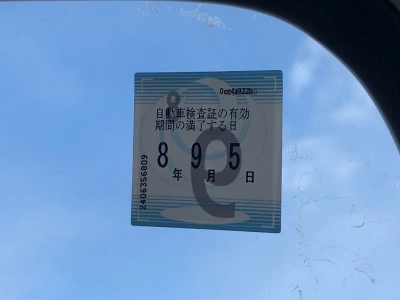 自動車検査証の有効
期間の満了する日
8年 9月 5日
2406356809